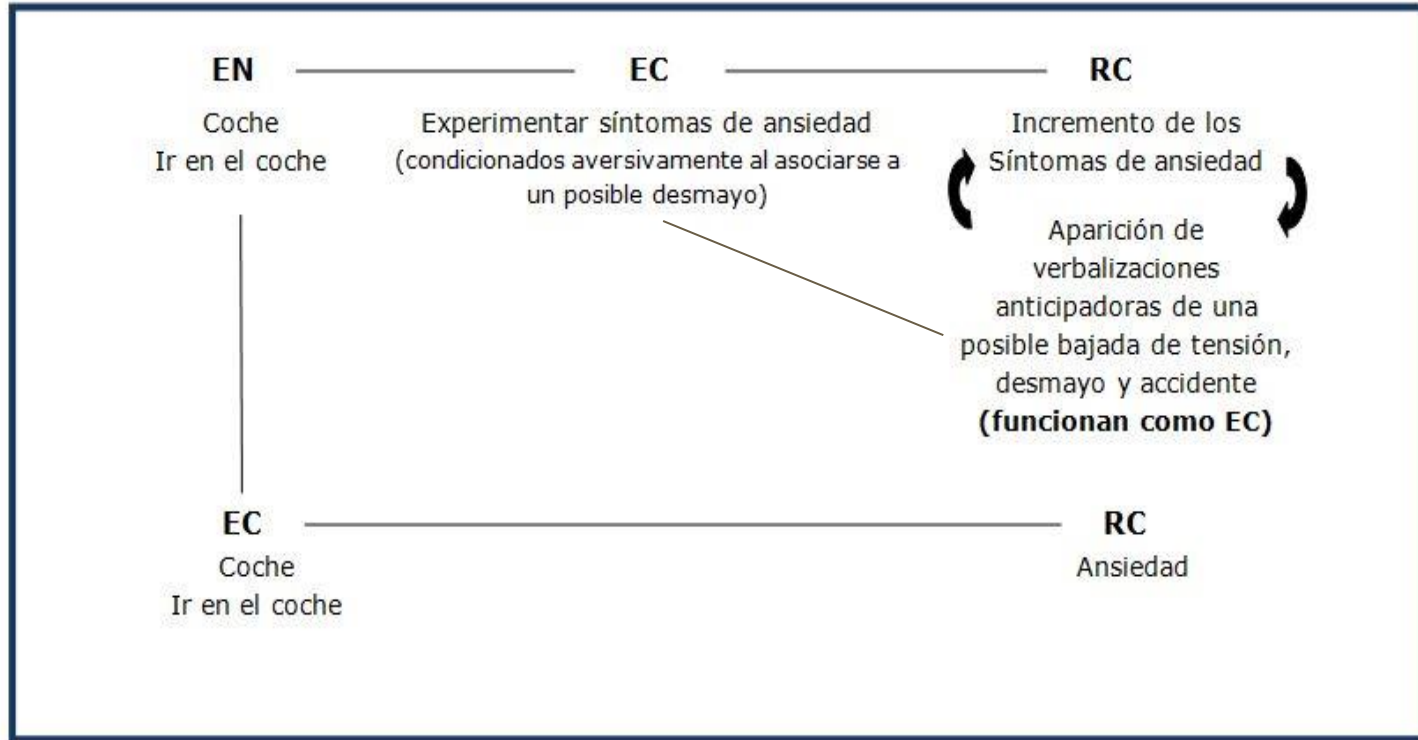 EN
EC
RC
Coche
Ir en el coche
Experimentar síntomas de ansiedad
(condicionados aversivamente al asociarse a
un posible desmayo)
Incremento de los
Síntomas de ansiedad
Aparición de
verbalizaciones
anticipadoras de una
posible bajada de tensión,
desmayo y accidente
(funcionan como EC)
EC
RC
Coche
Ir en el coche
Ansiedad